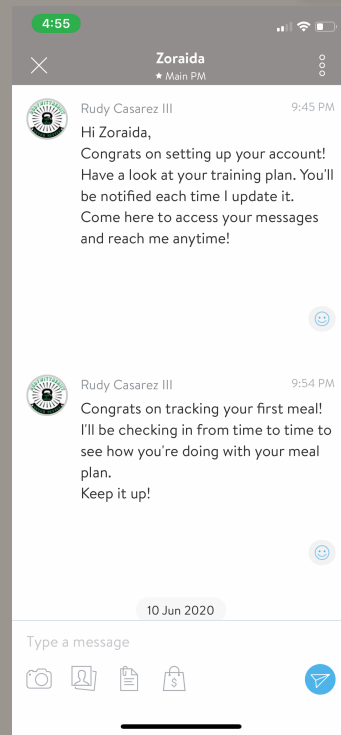 4:55
Zoraida
★ Main PM
Rudy Casarez III
9:45 PM
Hi Zoraida,
Congrats on setting up your account!
Have a look at your training plan. You'll
be notified each time I update it.
Come here to access your messages
and reach me anytime!
Rudy Casarez III
9:54 PM
Congrats on tracking your first meal!
I'll be checking in from time to time to
see how you're doing with your meal
plan.
Keep it up!
10 Jun 2020
Type a message